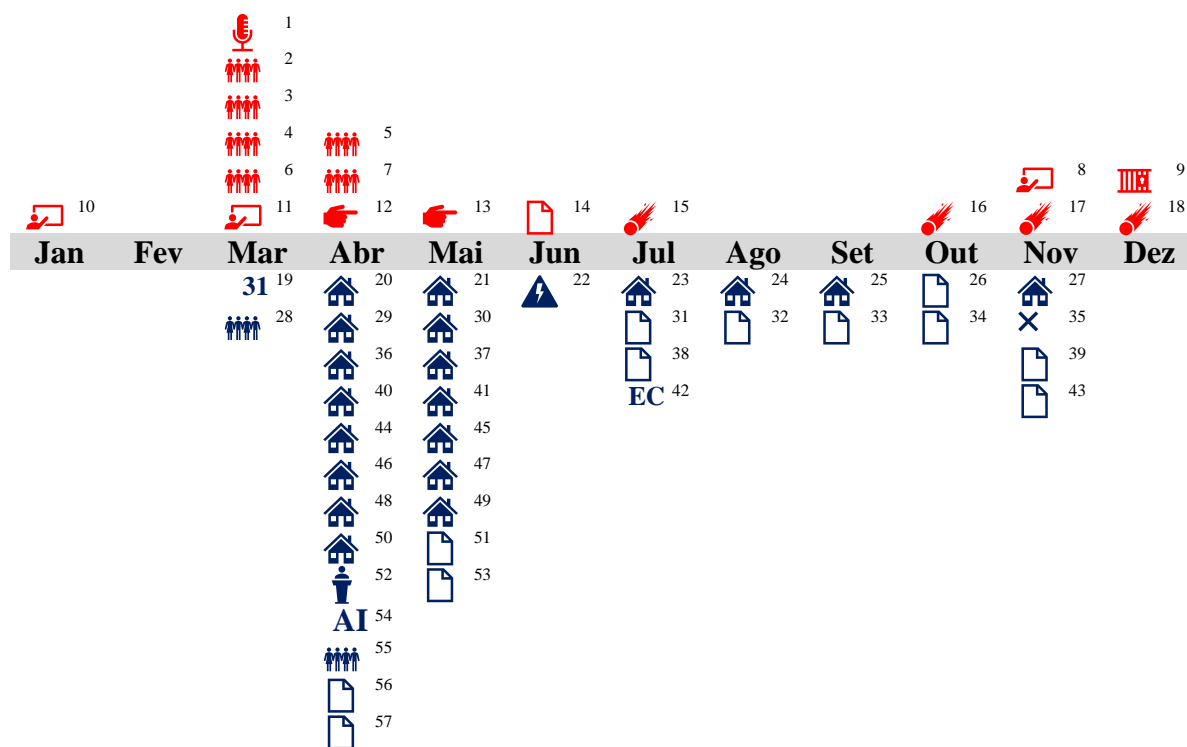 1
2
3
4 5
6 7 8 9
10 11 12 13 14 15 16 17 18
Jan Fev Mar Abr Mai Jun Jul Ago Set Out Nov Dez
31 19 20 21 22 23 24 25 26 27
28 29 30 31 32 33 34 35
36 37 38 39
40 41 EC 42 43
44 45
46 47
48 49
50 51
52 53
AI 54
55
56
57